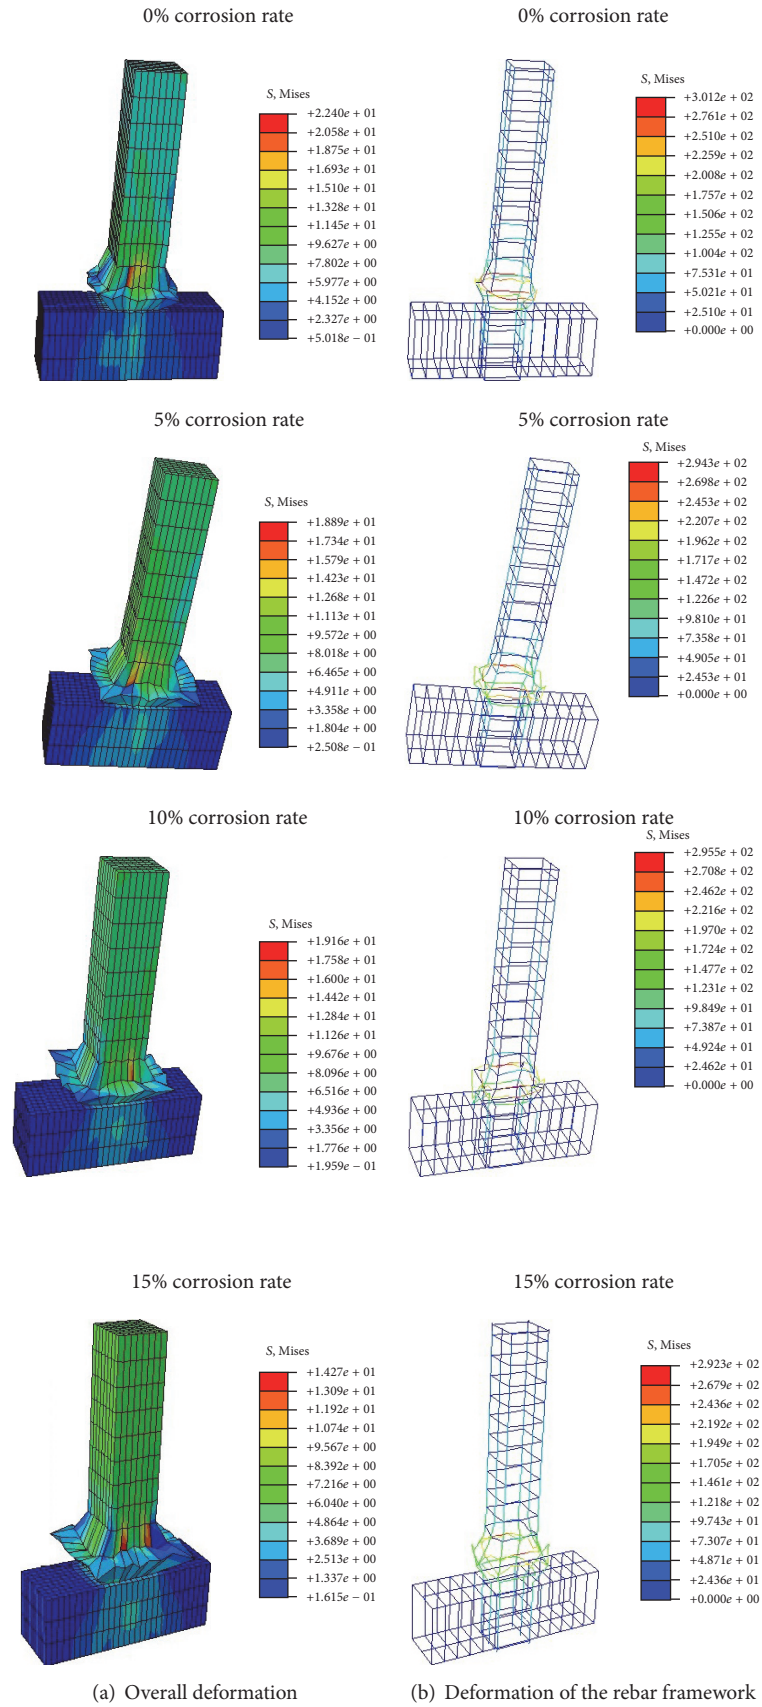 0% corrosion rate
S, Mises
+2.240e + 01
+2.058e + 01
+1.875e + 01
+1.693e + 01
+1.510e + 01
+1.328e + 01
+1.145e + 01
+9.627e + 00
+7.802e + 00
+5.977e + 00
+4.152e + 00
+2.327e + 00
+5.018e − 01
0% corrosion rate
S, Mises
+3.012e + 02
+2.761e + 02
+2.510e + 02
+2.259e + 02
+2.008e + 02
+1.757e + 02
+1.506e + 02
+1.255e + 02
+1.004e + 02
+7.531e + 01
+5.021e + 01
+2.510e + 01
+0.000e + 00
5% corrosion rate
S, Mises
+1.889e + 01
+1.734e + 01
+1.579e + 01
+1.423e + 01
+1.268e + 01
+1.113e + 01
+9.572e + 00
+8.018e + 00
+6.465e + 00
+4.911e + 00
+3.358e + 00
+1.804e + 00
+2.508e − 01
5% corrosion rate
S, Mises
+2.943e + 02
+2.698e + 02
+2.453e + 02
+2.207e + 02
+1.962e + 02
+1.717e + 02
+1.472e + 02
+1.226e + 02
+9.810e + 01
+7.358e + 01
+4.905e + 01
+2.453e + 01
+0.000e + 00
10% corrosion rate
S, Mises
+1.916e + 01
+1.758e + 01
+1.600e + 01
+1.442e + 01
+1.284e + 01
+1.126e + 01
+9.676e + 00
+8.096e + 00
+6.516e + 00
+4.936e + 00
+3.356e + 00
+1.776e + 00
+1.959e − 01
10% corrosion rate
S, Mises
+2.955e + 02
+2.708e + 02
+2.462e + 02
+2.216e + 02
+1.970e + 02
+1.724e + 02
+1.477e + 02
+1.231e + 02
+9.849e + 01
+7.387e + 01
+4.924e + 01
+2.462e + 01
+0.000e + 00
15% corrosion rate
S, Mises
+1.427e + 01
+1.309e + 01
+1.192e + 01
+1.074e + 01
+9.567e + 00
+8.392e + 00
+7.216e + 00
+6.040e + 00
+4.864e + 00
+3.689e + 00
+2.513e + 00
+1.337e + 00
+1.615e − 01
15% corrosion rate
S, Mises
+2.923e + 02
+2.679e + 02
+2.436e + 02
+2.192e + 02
+1.949e + 02
+1.705e + 02
+1.461e + 02
+1.218e + 02
+9.743e + 01
+7.307e + 01
+4.871e + 01
+2.436e + 01
+0.000e + 00
(a) Overall deformation
(b) Deformation of the rebar framework